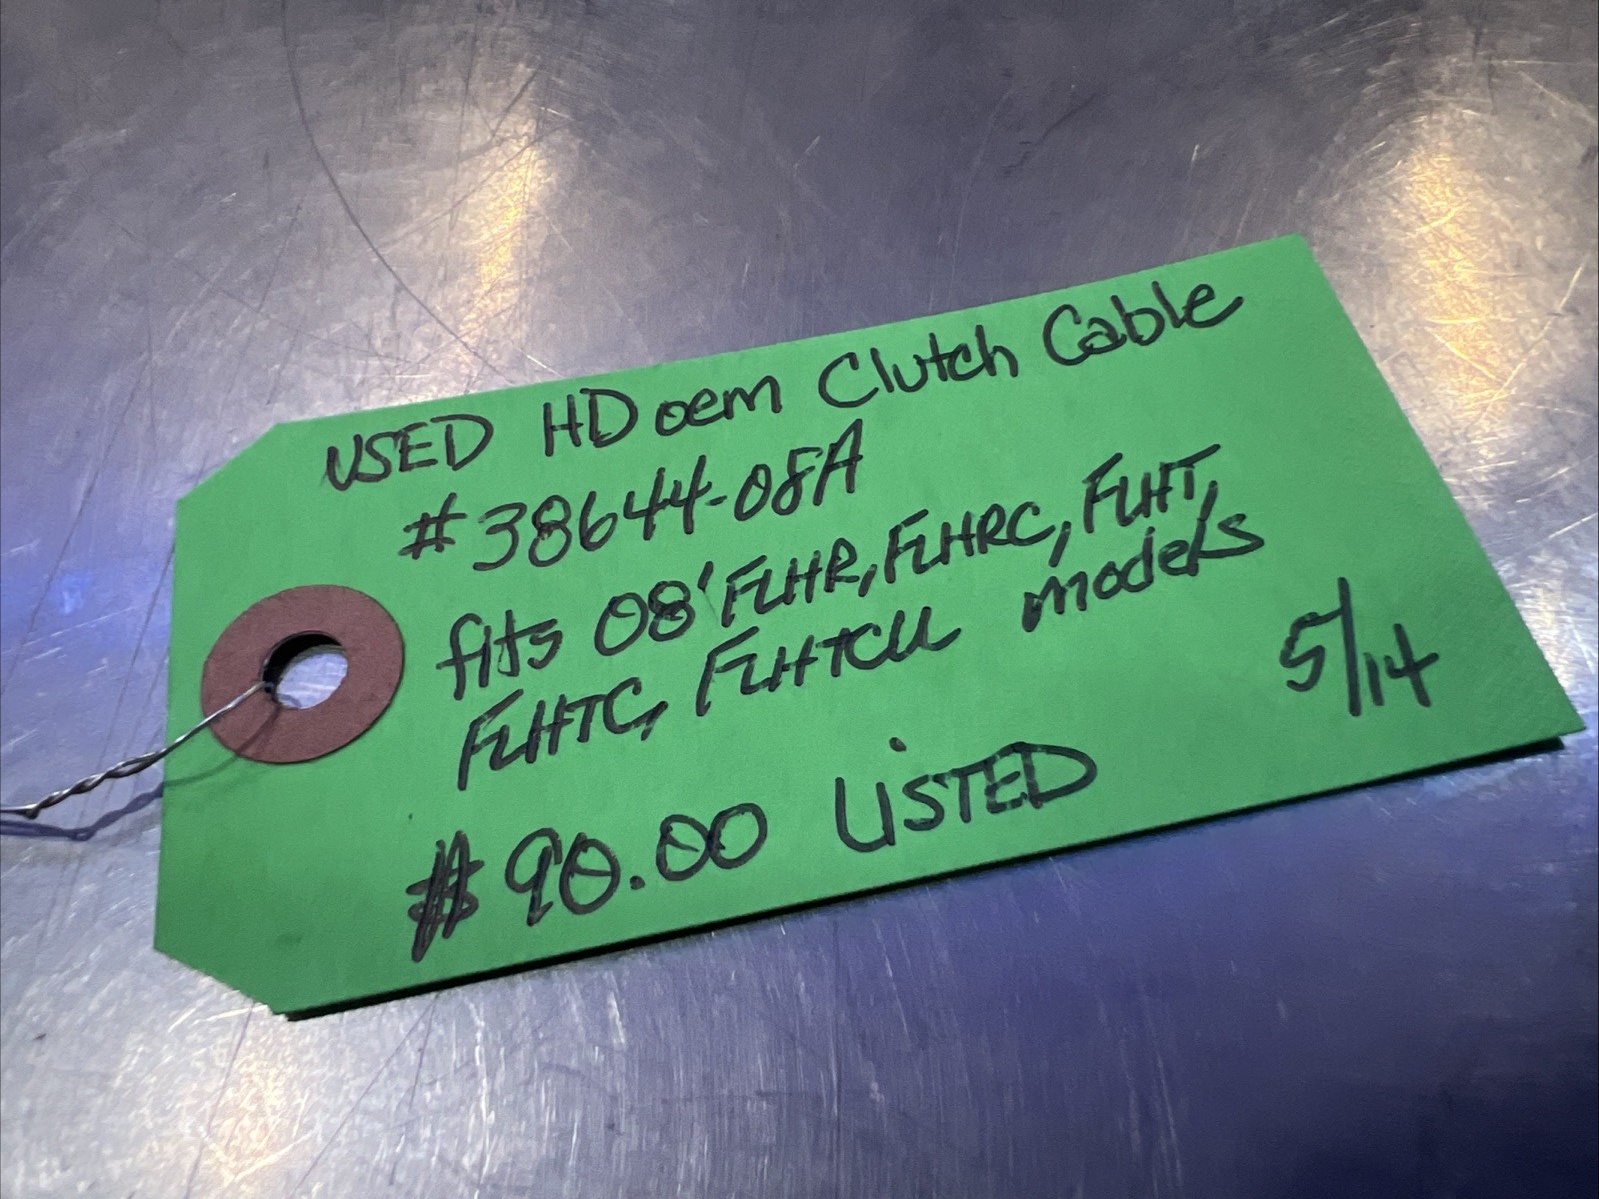 USED HD oem Clutch Cable
#38644-08A
fits 08' FLHR, FLHRC, FLHT,
FLHTC, FLHTCU models
5/14
$90.00 LiSTED